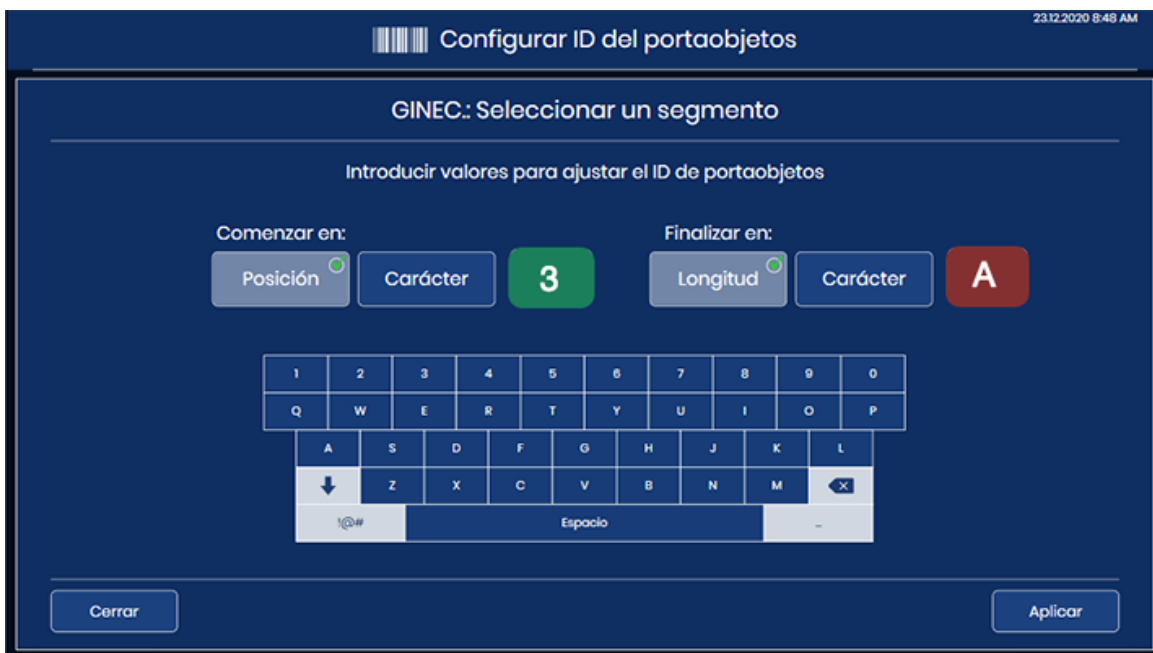 23.12.2020 8:48 AM
Configurar ID del portaobjetos
GINEC.: Seleccionar un segmento
Introducir valores para ajustar el ID de portaobjetos
Comenzar en: Finalizar en:
Posición Carácter 3 Longitud Carácter A
1 2 3 4 5 6 7 8 9 0
Q W E R T Y U I O P
A S D F G H J K L
Z X C V B N M
!@# Espacio _
Cerrar Aplicar